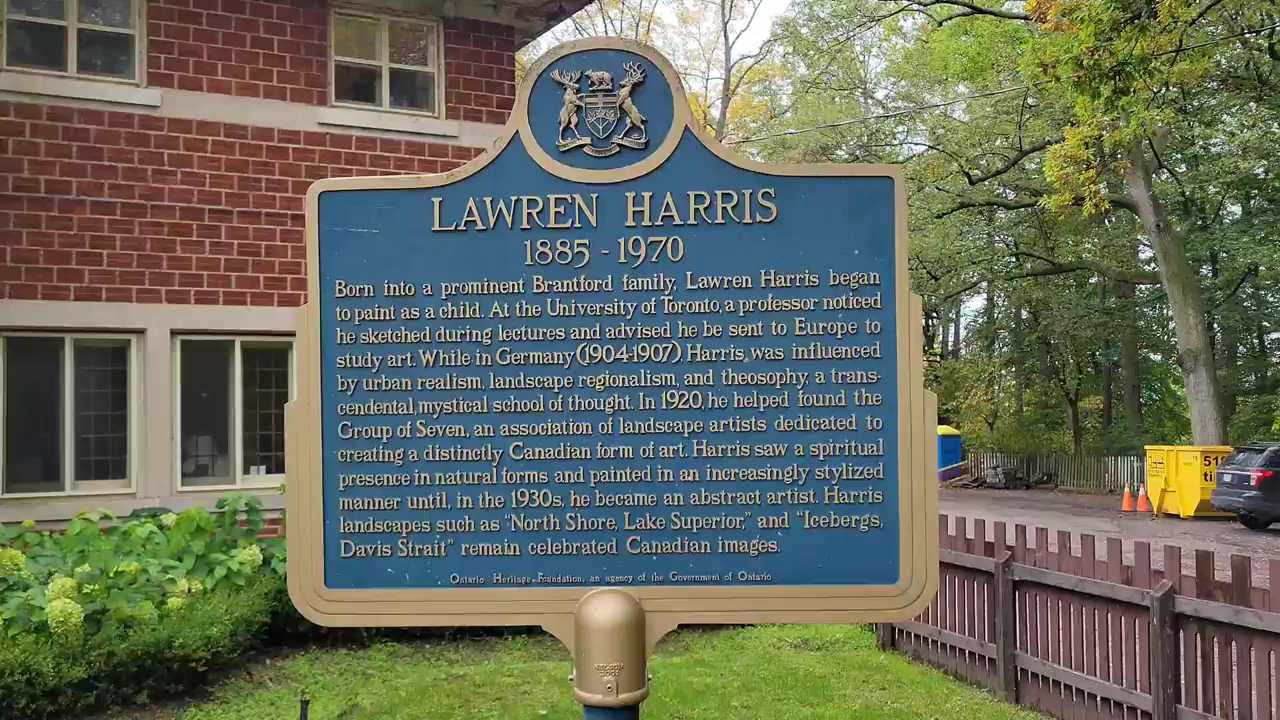 LAWREN HARRIS
1885 - 1970
Born into a prominent Brantford family, Lawren Harris began
to paint as a child. At the University of Toronto, a professor noticed
he sketched during lectures and advised he be sent to Europe to
study art. While in Germany (1904-1907), Harris was influenced
by urban realism, landscape regionalism, and theosophy, a trans-
cendental, mystical school of thought. In 1920, he helped found the
Group of Seven, an association of landscape artists dedicated to
creating a distinctly Canadian form of art. Harris saw a spiritual
presence in natural forms and painted in an increasingly stylized
manner until, in the 1930s, he became an abstract artist. Harris
landscapes such as "North Shore, Lake Superior," and "Icebergs,
Davis Strait" remain celebrated Canadian images.
Ontario Heritage Foundation, an agency of the Government of Ontario